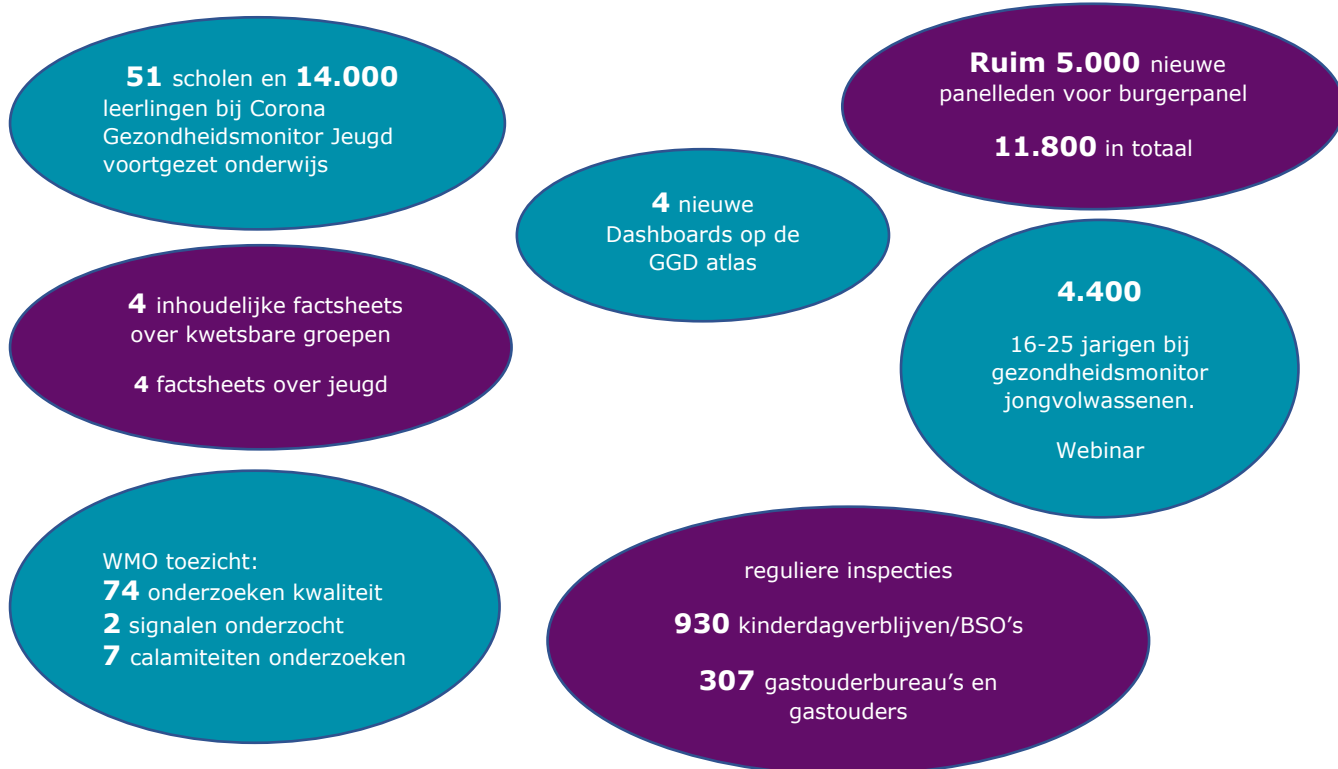 51 scholen en 14.000
leerlingen bij Corona
Gezondheidsmonitor Jeugd
voortgezet onderwijs
Ruim 5.000 nieuwe
panelleden voor burgerpanel
11.800 in totaal
4 nieuwe
Dashboards op de
GGD atlas
4 inhoudelijke factsheets
over kwetsbare groepen
4 factsheets over jeugd
4.400
16-25 jarigen bij
gezondheidsmonitor
jongvolwassenen.
Webinar
WMO toezicht:
74 onderzoeken kwaliteit
2 signalen onderzocht
7 calamiteiten onderzoeken
reguliere inspecties
930 kinderdagverblijven/BSO's
307 gastouderbureau's en
gastouders